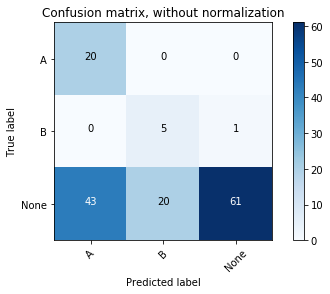 Confusion matrix, without normalization
A 20 0 0
B 0 5 1
None 43 20 61
A B None
True label
Predicted label
60
50
40
30
20
10
0